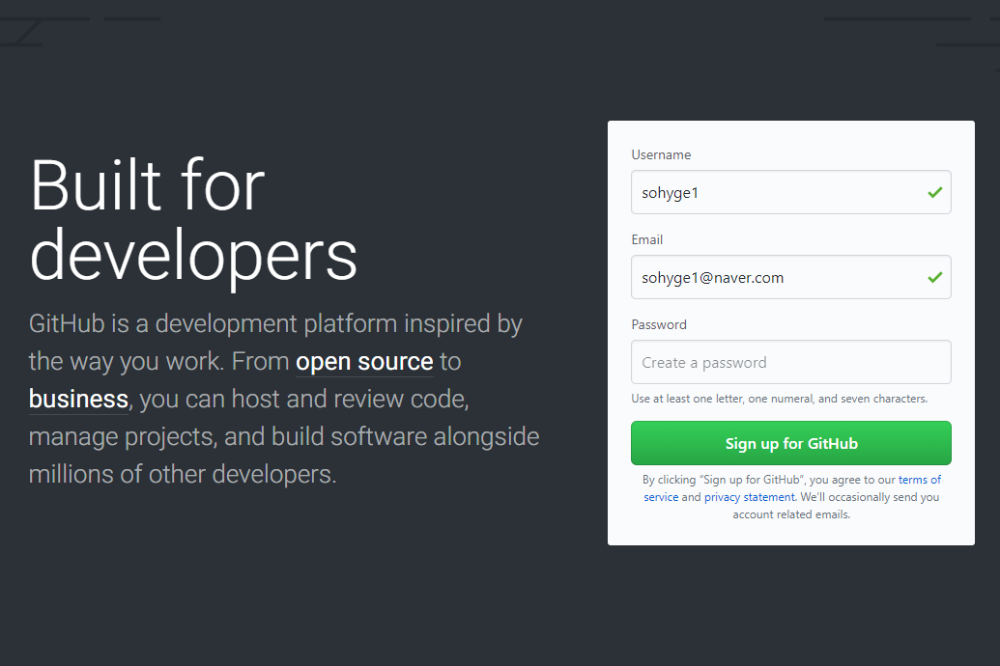 Built for
developers
GitHub is a development platform inspired by
the way you work. From open source to
business, you can host and review code,
manage projects, and build software alongside
millions of other developers.
Username
sohyge1
Email
sohyge1@naver.com
Password
Create a password
Use at least one letter, one numeral, and seven characters.
Sign up for GitHub
By clicking “Sign up for GitHub”, you agree to our terms of
service and privacy statement. We’ll occasionally send you
account related emails.